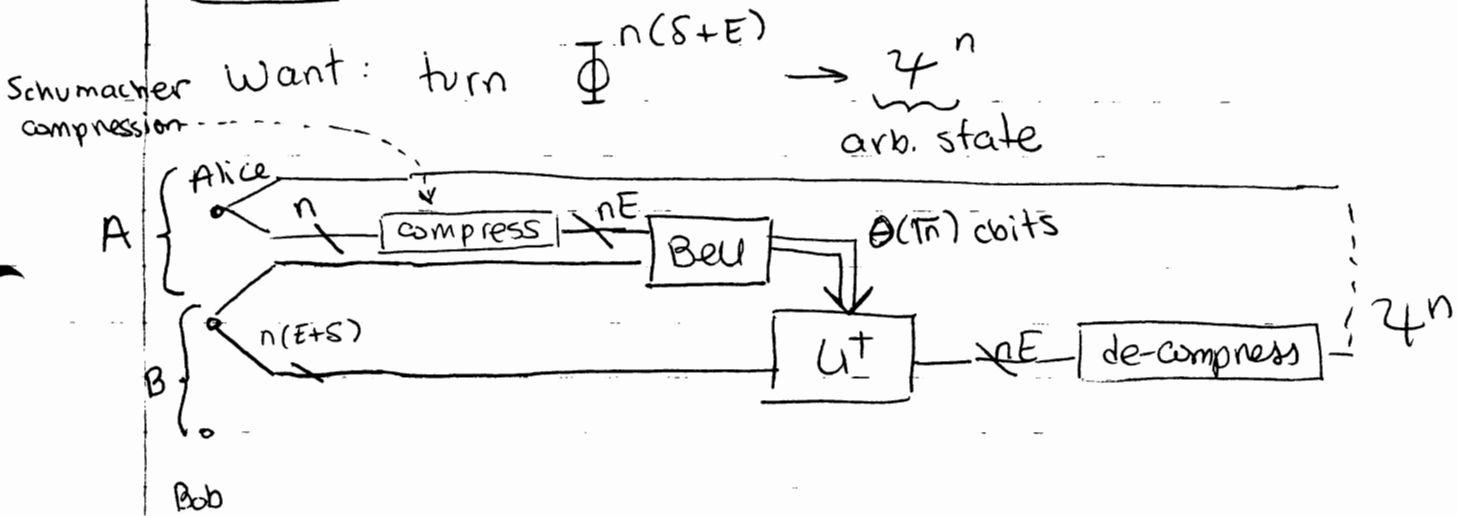 Want: turn Φ^{n(δ+E)} → ψ^n
arb. state
Schumacher
compression
A
Alice
n
compress
nE
Bell
Θ(√n) cbits
B
n(E+δ)
U†
nE
de-compress
ψ^n
Bob